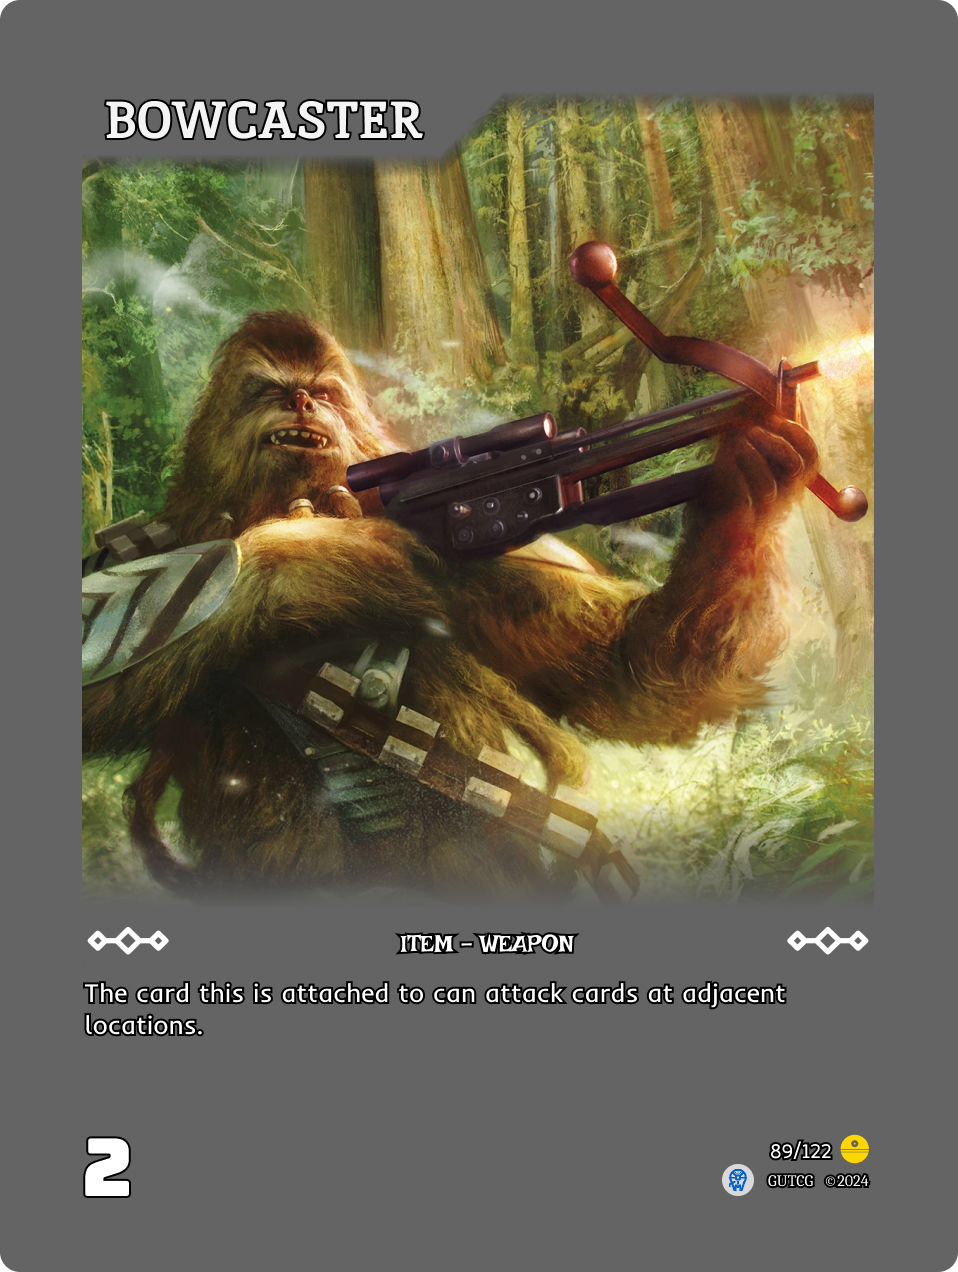 BOWCASTER
ITEM – WEAPON
The card this is attached to can attack cards at adjacent
locations.
2
89/122
GUTCG ©2024